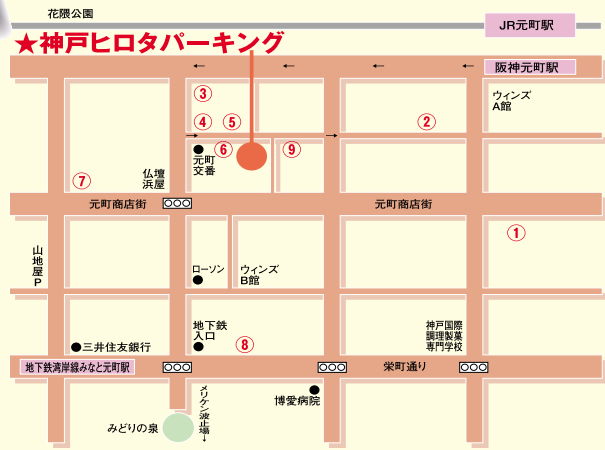 花隈公園
JR元町駅
★神戸ヒロタパーキング
← ← ← ←
阪神元町駅
③
ウィンズ
A館
④ ⑤ ②
→ →
⑥ ⑨
元町
交番
⑦
仏壇
浜屋
元町商店街
元町商店街
①
山地屋P
ローソン
ウィンズ
B館
地下鉄
入口
⑧
神戸国際
調理製菓
専門学校
三井住友銀行
地下鉄湾岸線みなと元町駅
栄町通り
メリケン波止場→
博愛病院
みどりの泉